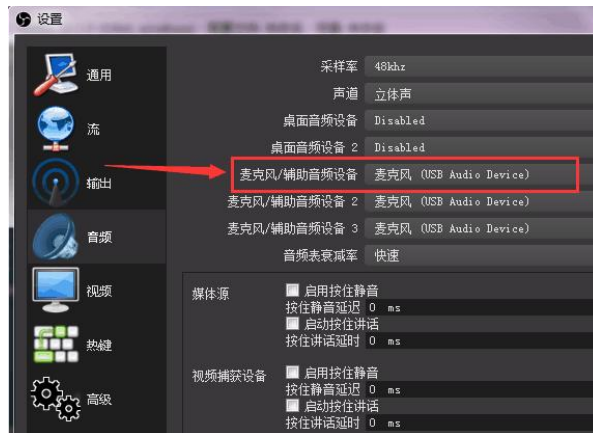 设置
通用
流
输出
音频
视频
热键
高级
采样率 48khz
声道 立体声
桌面音频设备 Disabled
桌面音频设备 2 Disabled
麦克风/辅助音频设备 麦克风 (USB Audio Device)
麦克风/辅助音频设备 2 麦克风 (USB Audio Device)
麦克风/辅助音频设备 3 麦克风 (USB Audio Device)
音频表衰减率 快速
媒体源 启用按住静音
按住静音延迟 0 ms
启动按住讲话
按住讲话延时 0 ms
视频捕获设备 启用按住静音
按住静音延迟 0 ms
启动按住讲话
按住讲话延时 0 ms